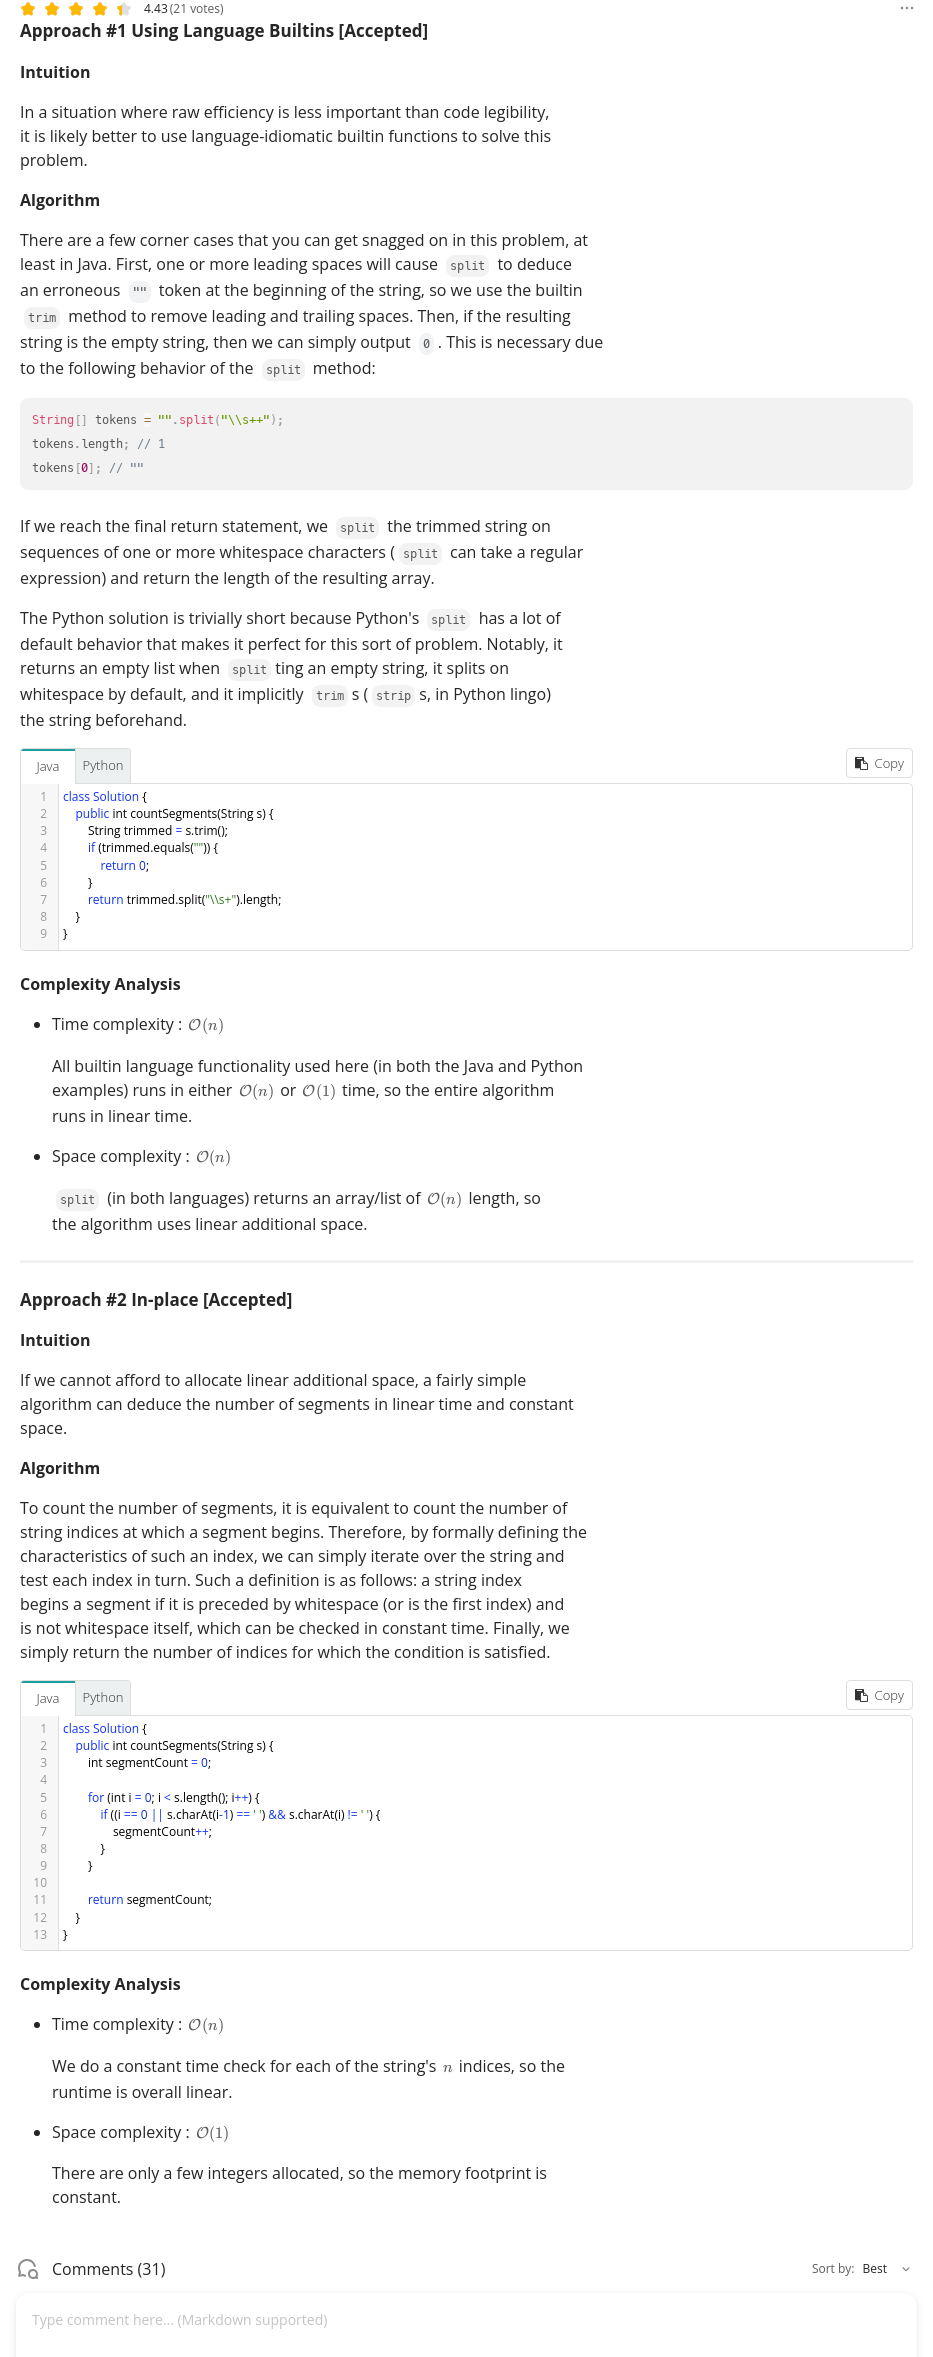 4.43 (21 votes)
Approach #1 Using Language Builtins [Accepted]
Intuition
In a situation where raw efficiency is less important than code legibility,
it is likely better to use language-idiomatic builtin functions to solve this
problem.
Algorithm
There are a few corner cases that you can get snagged on in this problem, at
least in Java. First, one or more leading spaces will cause split to deduce
an erroneous "" token at the beginning of the string, so we use the builtin
trim method to remove leading and trailing spaces. Then, if the resulting
string is the empty string, then we can simply output 0 . This is necessary due
to the following behavior of the split method:
String[] tokens = "".split("\\s++");
tokens.length; // 1
tokens[0]; // ""
If we reach the final return statement, we split the trimmed string on
sequences of one or more whitespace characters ( split can take a regular
expression) and return the length of the resulting array.
The Python solution is trivially short because Python's split has a lot of
default behavior that makes it perfect for this sort of problem. Notably, it
returns an empty list when split ting an empty string, it splits on
whitespace by default, and it implicitly trim s ( strip s, in Python lingo)
the string beforehand.
Java Python Copy
1 class Solution {
2 public int countSegments(String s) {
3 String trimmed = s.trim();
4 if (trimmed.equals("")) {
5 return 0;
6 }
7 return trimmed.split("\\s+").length;
8 }
9 }
Complexity Analysis
• Time complexity : O(n)
All builtin language functionality used here (in both the Java and Python
examples) runs in either O(n) or O(1) time, so the entire algorithm
runs in linear time.
• Space complexity : O(n)
split (in both languages) returns an array/list of O(n) length, so
the algorithm uses linear additional space.
Approach #2 In-place [Accepted]
Intuition
If we cannot afford to allocate linear additional space, a fairly simple
algorithm can deduce the number of segments in linear time and constant
space.
Algorithm
To count the number of segments, it is equivalent to count the number of
string indices at which a segment begins. Therefore, by formally defining the
characteristics of such an index, we can simply iterate over the string and
test each index in turn. Such a definition is as follows: a string index
begins a segment if it is preceded by whitespace (or is the first index) and
is not whitespace itself, which can be checked in constant time. Finally, we
simply return the number of indices for which the condition is satisfied.
Java Python Copy
1 class Solution {
2 public int countSegments(String s) {
3 int segmentCount = 0;
4
5 for (int i = 0; i < s.length(); i++) {
6 if ((i == 0 || s.charAt(i-1) == ' ') && s.charAt(i) != ' ') {
7 segmentCount++;
8 }
9 }
10
11 return segmentCount;
12 }
13 }
Complexity Analysis
• Time complexity : O(n)
We do a constant time check for each of the string's n indices, so the
runtime is overall linear.
• Space complexity : O(1)
There are only a few integers allocated, so the memory footprint is
constant.
Comments (31) Sort by: Best
Type comment here... (Markdown supported)